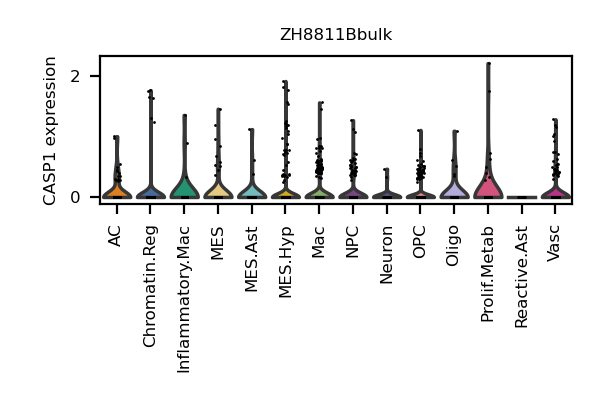 ZH8811Bbulk
CASP1 expression
2
0
AC
Chromatin.Reg
Inflammatory.Mac
MES
MES.Ast
MES.Hyp
Mac
NPC
Neuron
OPC
Oligo
Prolif.Metab
Reactive.Ast
Vasc